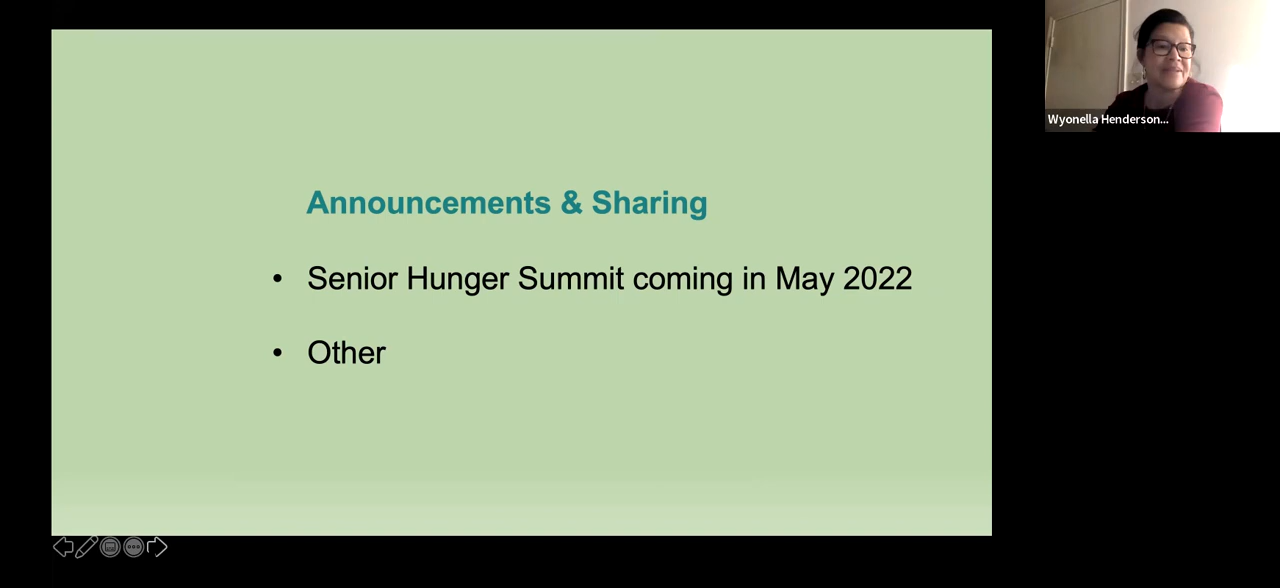 Announcements & Sharing
• Senior Hunger Summit coming in May 2022
• Other
Wyonella Henderson...